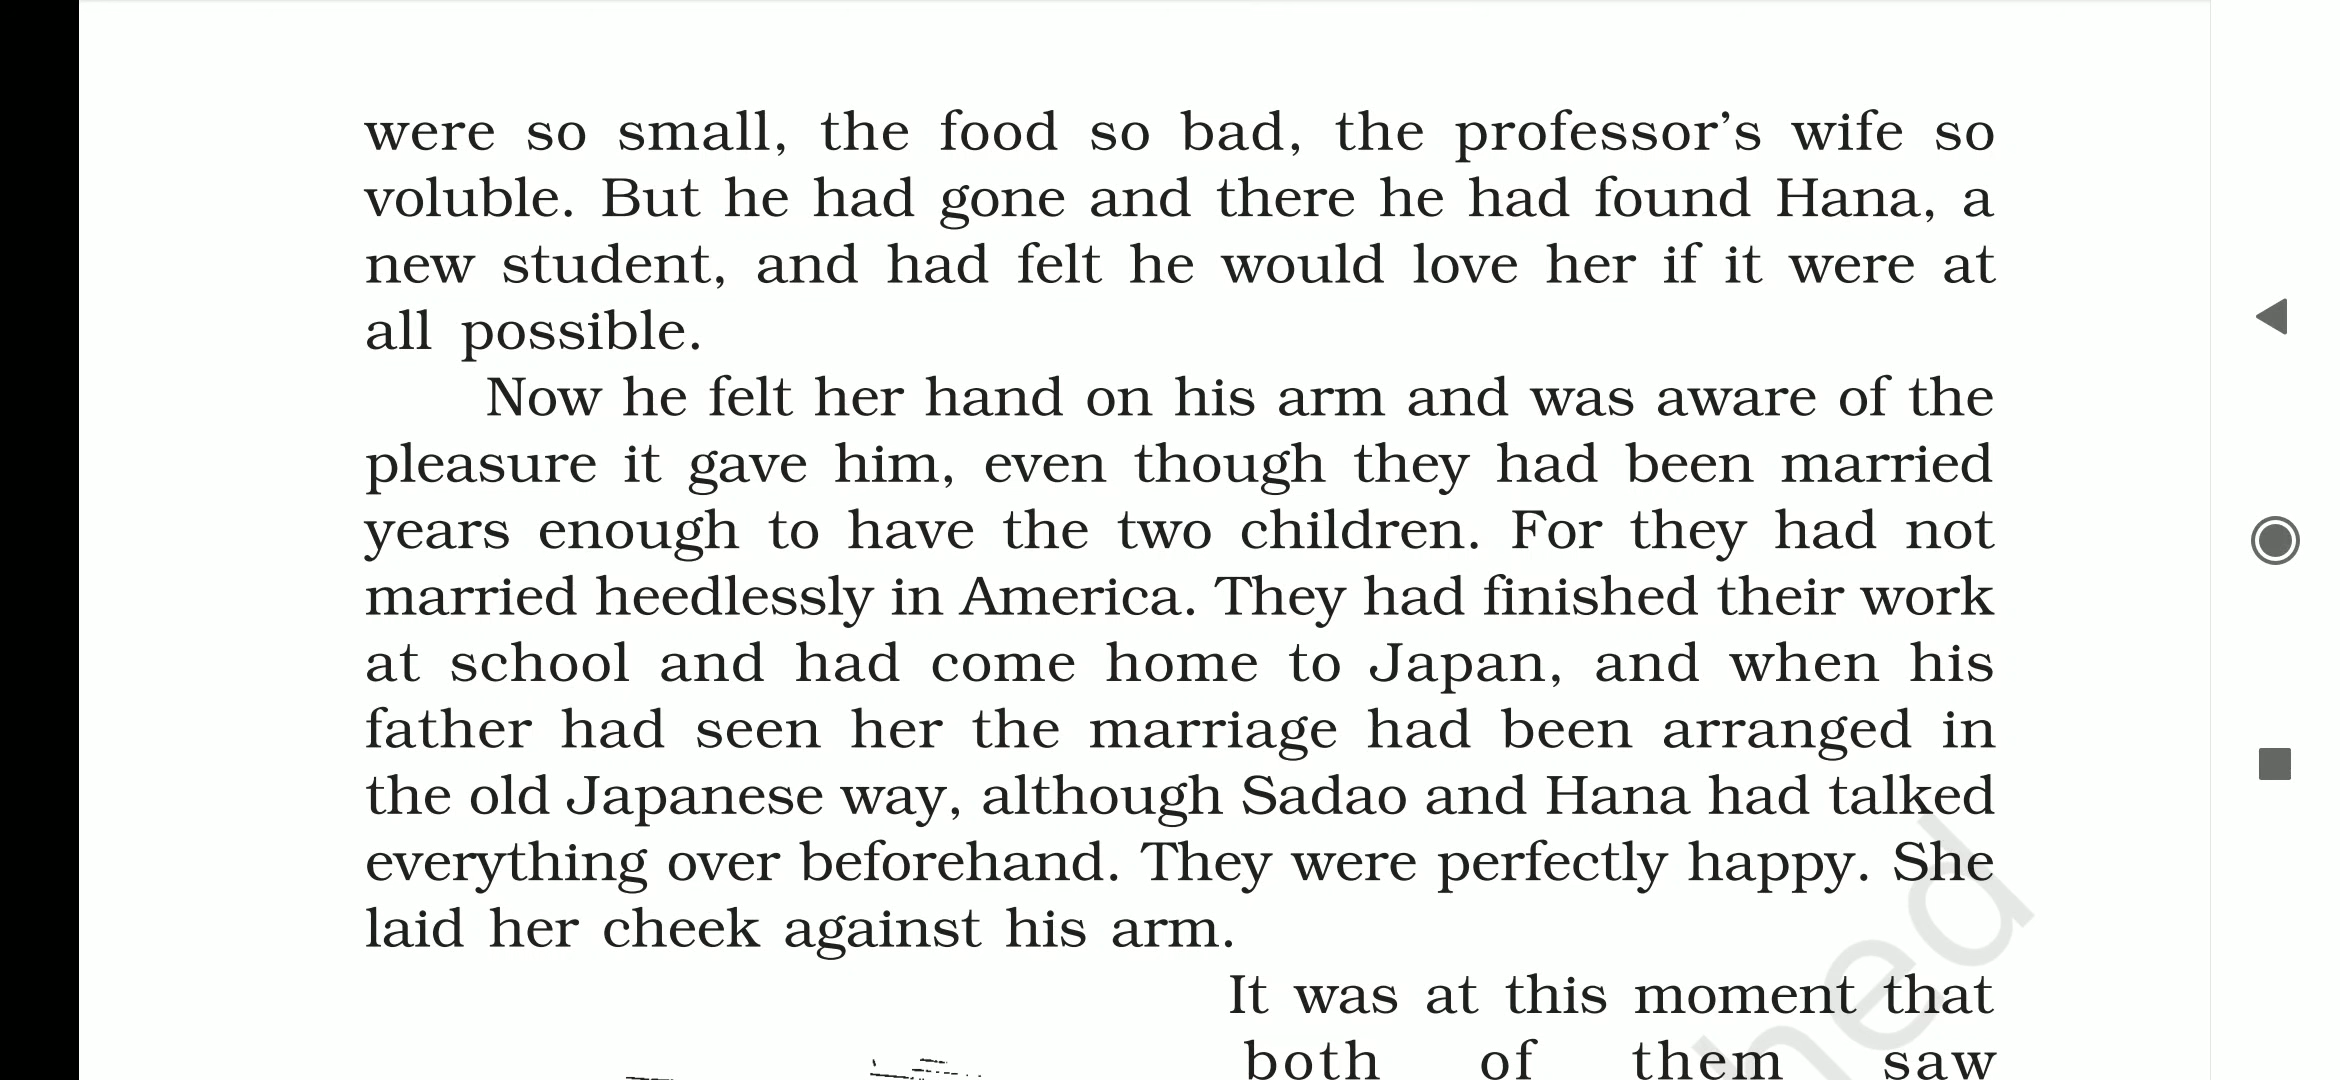 were so small, the food so bad, the professor’s wife so
voluble. But he had gone and there he had found Hana, a
new student, and had felt he would love her if it were at
all possible.
Now he felt her hand on his arm and was aware of the
pleasure it gave him, even though they had been married
years enough to have the two children. For they had not
married heedlessly in America. They had finished their work
at school and had come home to Japan, and when his
father had seen her the marriage had been arranged in
the old Japanese way, although Sadao and Hana had talked
everything over beforehand. They were perfectly happy. She
laid her cheek against his arm.
It was at this moment that
both of them saw
hed